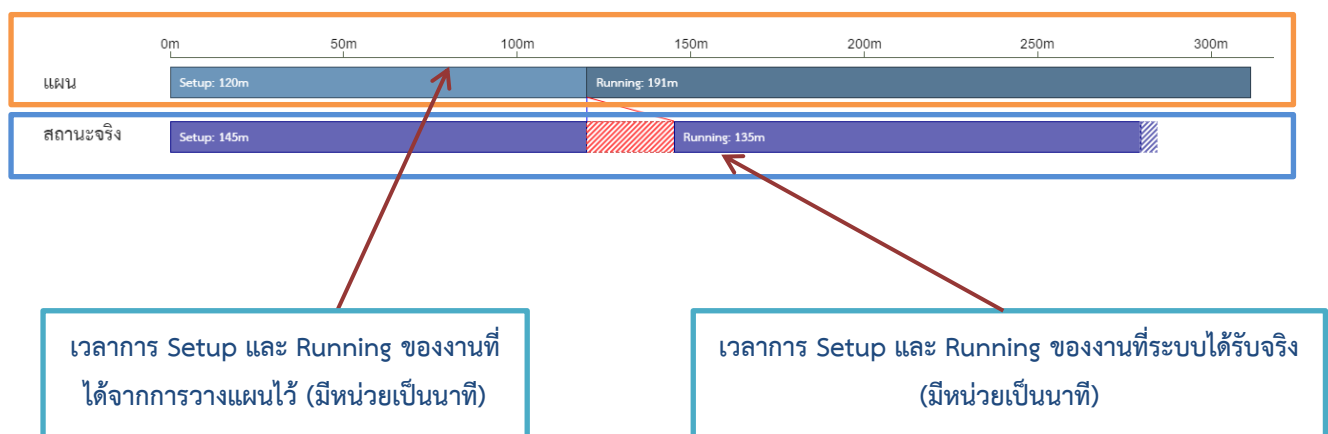 0m 50m 100m 150m 200m 250m 300m
แผน Setup: 120m Running: 191m
สถานะจริง Setup: 145m Running: 135m
เวลาการ Setup และ Running ของงานที่
ได้จากการวางแผนไว้ (มีหน่วยเป็นนาที)
เวลาการ Setup และ Running ของงานที่ระบบได้รับจริง
(มีหน่วยเป็นนาที)